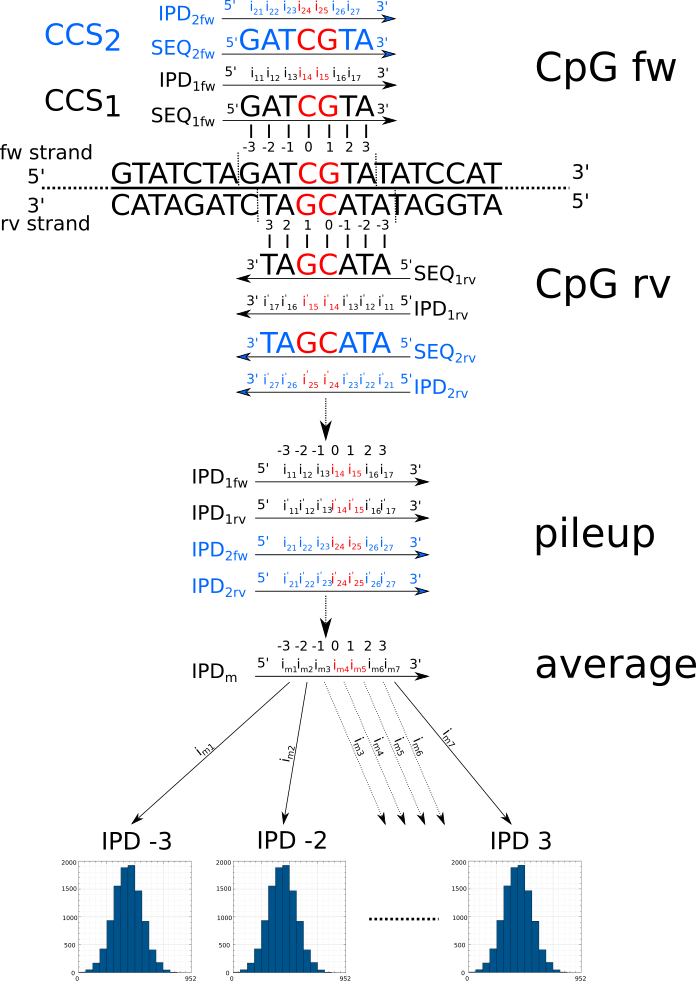 IPD2fw 5' i21 i22 i23 i24 i25 i26 i27 3'
CCS2 SEQ2fw 5' GATCGTA 3'
CpG fw
IPD1fw 5' i11 i12 i13 i14 i15 i16 i17 3'
CCS1 SEQ1fw 5' GATCGTA 3'
-3 -2 -1 0 1 2 3
fw strand
5' GTATCTAGATCGTATATCCAT 3'
3' CATAGATCTAGCATATAGGTA 5'
rv strand
3 2 1 0 -1 -2 -3
3' TAGCATA 5' SEQ1rv
CpG rv
3' i'17 i'16 i'15 i'14 i'13 i'12 i'11 5' IPD1rv
3' TAGCATA 5' SEQ2rv
3' i'27 i'26 i'25 i'24 i'23 i'22 i'21 5' IPD2rv
-3 -2 -1 0 1 2 3
IPD1fw 5' i11 i12 i13 i14 i15 i16 i17 3'
IPD1rv 5' i'11 i'12 i'13 i'14 i'15 i'16 i'17 3'
pileup
IPD2fw 5' i21 i22 i23 i24 i25 i26 i27 3'
IPD2rv 5' i'21 i'22 i'23 i'24 i'25 i'26 i'27 3'
-3 -2 -1 0 1 2 3
IPDm 5' im1 im2 im3 im4 im5 im6 im7 3'
average
im1 im2 im3 im4 im5 im6 im7
IPD -3 IPD -2 IPD 3
2000 2000 2000
1500 1500 1500
1000 1000 1000
500 500 500
0 952 0 952 0 952